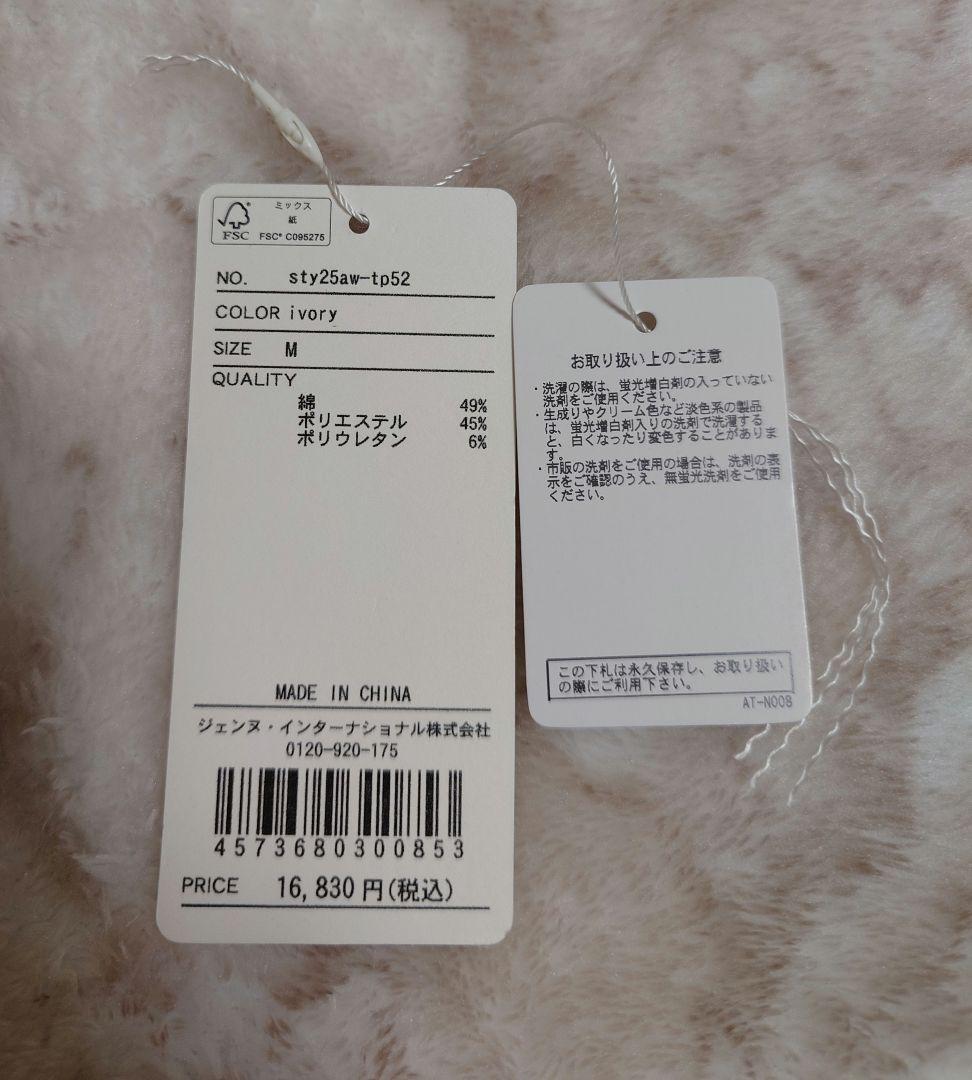 ミックス
紙
FSC
FSC® C095275
NO. sty25aw-tp52
COLOR ivory
SIZE M
QUALITY
綿 49%
ポリエステル 45%
ポリウレタン 6%
MADE IN CHINA
ジェンヌ・インターナショナル株式会社
0120-920-175
4573680300853
PRICE 16,830円(税込)
お取り扱い上のご注意
・洗濯の際は、蛍光増白剤の入っていない
洗剤をご使用ください。
・生成りやクリーム色など淡色系の製品
は、蛍光増白剤入りの洗剤で洗濯する
と、白くなったり変色することがありま
す。
・市販の洗剤をご使用の場合は、洗剤の表
示をご確認のうえ、無蛍光洗剤をご使用
ください。
この下札は永久保存し、お取り扱い
の際にご利用下さい。
AT-N008